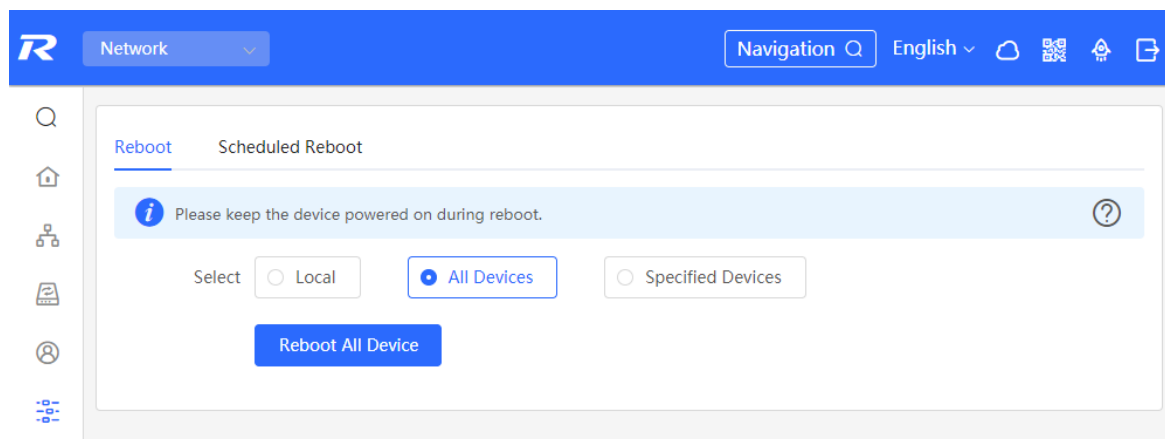 R
Network
Navigation
English
Reboot
Scheduled Reboot
i Please keep the device powered on during reboot.
?
Select
Local
All Devices
Specified Devices
Reboot All Device